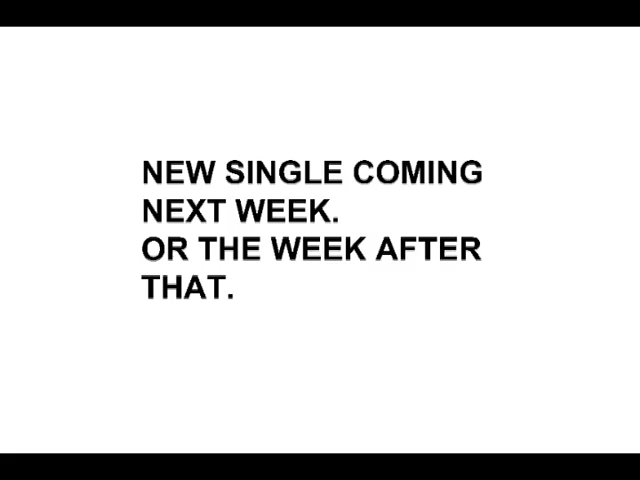 NEW SINGLE COMING
NEXT WEEK.
OR THE WEEK AFTER
THAT.